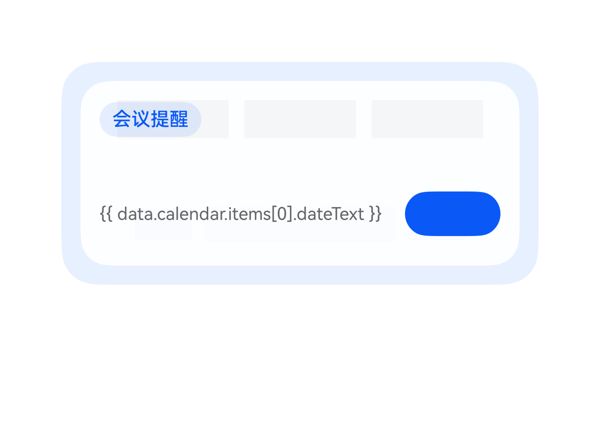 会议提醒
{{ data.calendar.items[0].dateText }}